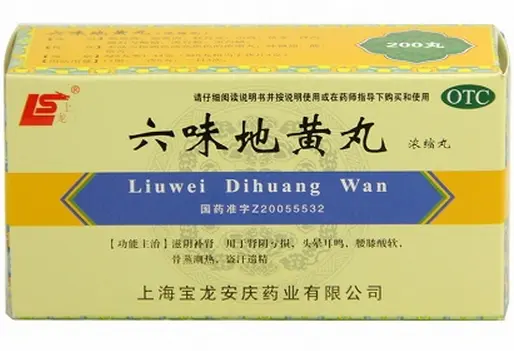 200丸
LS
上龙
请仔细阅读说明书并按说明使用或在药师指导下购买和使用
OTC
六味地黄丸
浓缩丸
Liuwei Dihuang Wan
国药准字Z20055532
【功能主治】滋阴补肾。用于肾阴亏损，头晕耳鸣，腰膝酸软，
骨蒸潮热，盗汗遗精
上海宝龙安庆药业有限公司